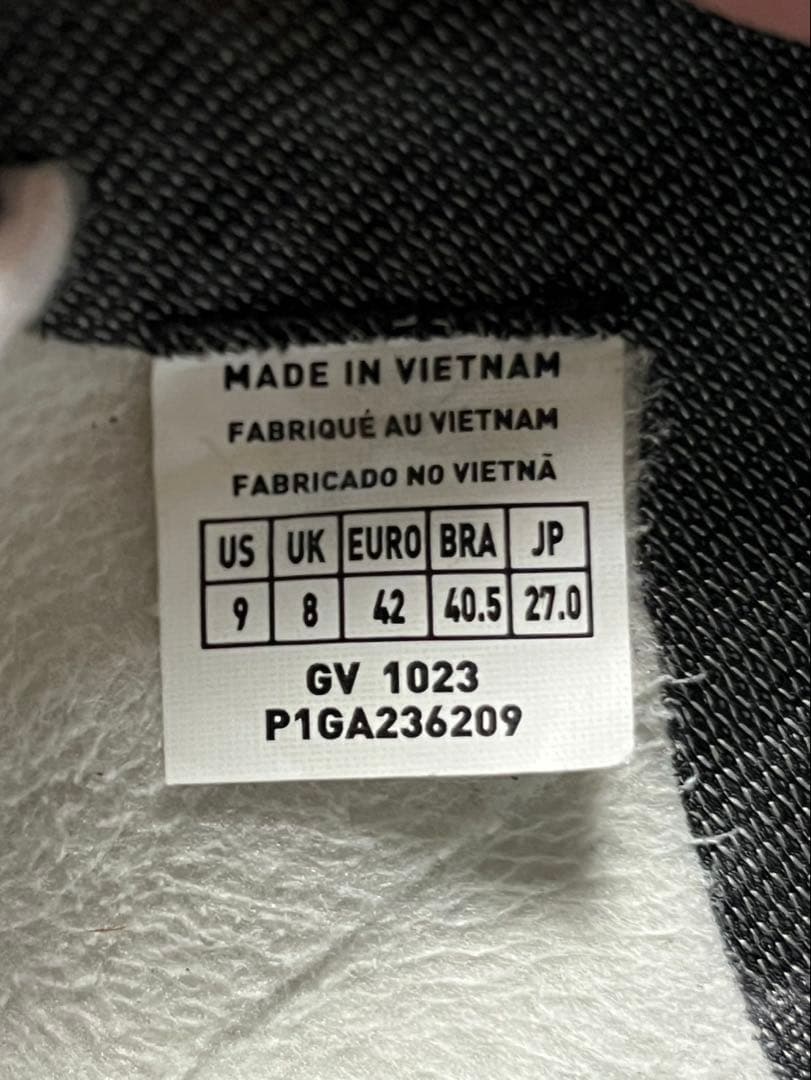 MADE IN VIETNAM
FABRIQUÉ AU VIETNAM
FABRICADO NO VIETNÃ
US UK EURO BRA JP
9 8 42 40.5 27.0
GV 1023
P1GA236209